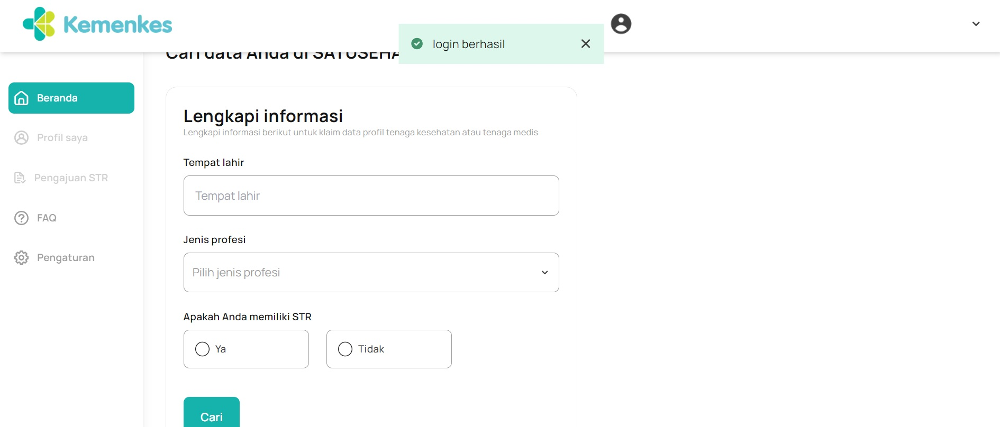 Kemenkes
login berhasil
Cari data Anda di SATUSEHA
Beranda
Profil saya
Pengajuan STR
FAQ
Pengaturan
Lengkapi informasi
Lengkapi informasi berikut untuk klaim data profil tenaga kesehatan atau tenaga medis
Tempat lahir
Tempat lahir
Jenis profesi
Pilih jenis profesi
Apakah Anda memiliki STR
Ya
Tidak
Cari